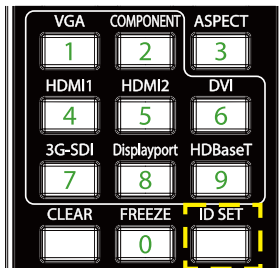 VGA COMPONENT ASPECT
1 2 3
HDMI1 HDMI2 DVI
4 5 6
3G-SDI Displayport HDBaseT
7 8 9
CLEAR FREEZE ID SET
0